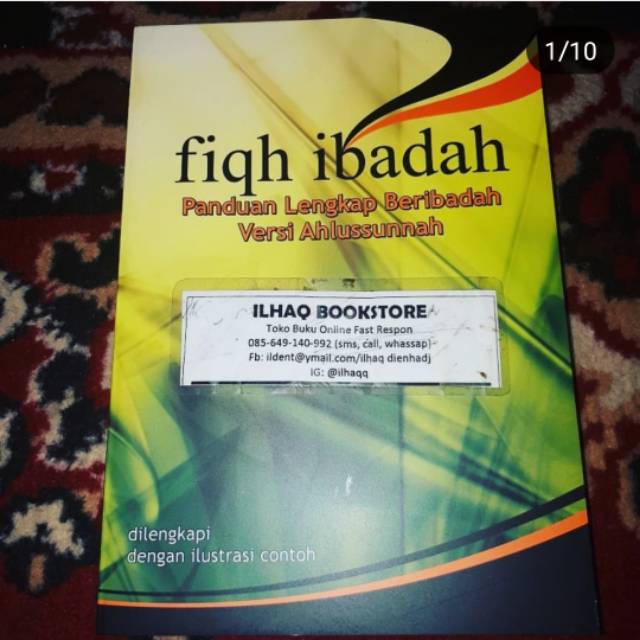 1/10
fiqh ibadah
Panduan Lengkap Beribadah
Versi Ahlussunnah
ILHAQ BOOKSTORE
Toko Buku Online Fast Respon
085-649-140-992 (sms, call, whassap)
Fb: ildent@ymail.com/ilhaq dienhadj
IG: @ilhaqq
dilengkapi
dengan ilustrasi contoh